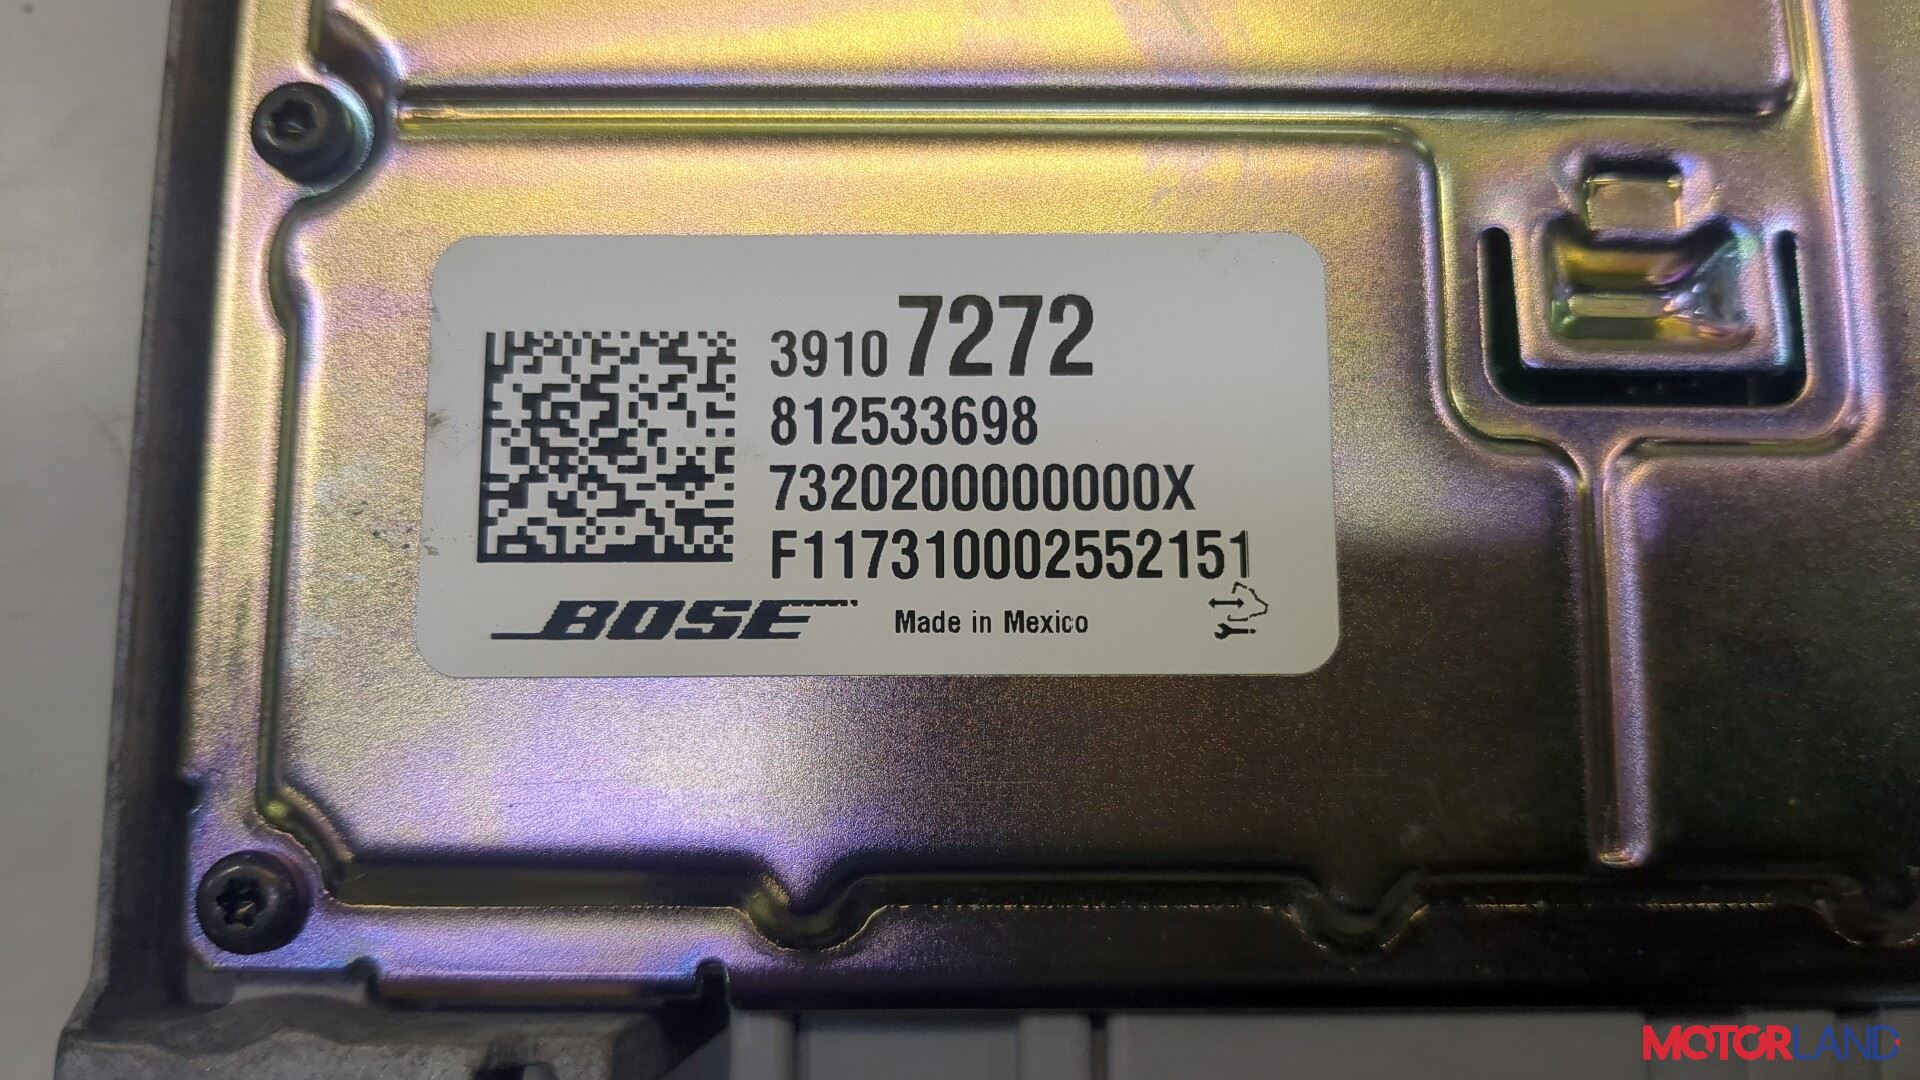 3910 7272
812533698
7320200000000X
F117310002552151
BOSE Made in Mexico
MOTORLAND